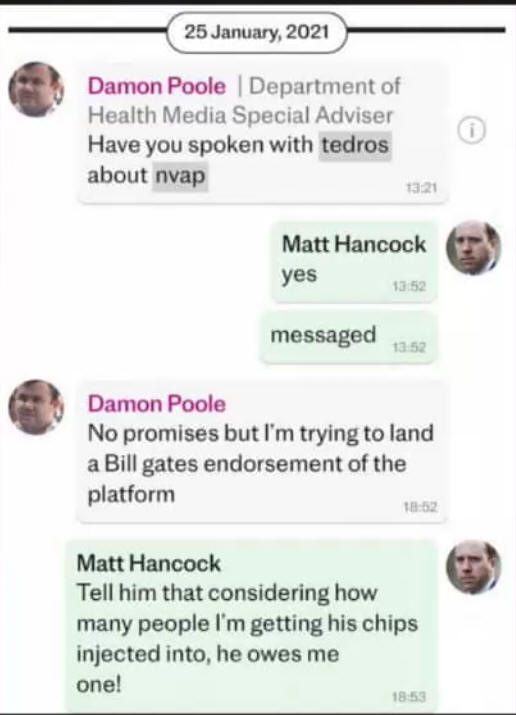 25 January, 2021
Damon Poole | Department of
Health Media Special Adviser
Have you spoken with tedros
about nvap
13:21
Matt Hancock
yes
13:52
messaged
13:52
Damon Poole
No promises but I'm trying to land
a Bill gates endorsement of the
platform
18:52
Matt Hancock
Tell him that considering how
many people I'm getting his chips
injected into, he owes me
one!
18:53